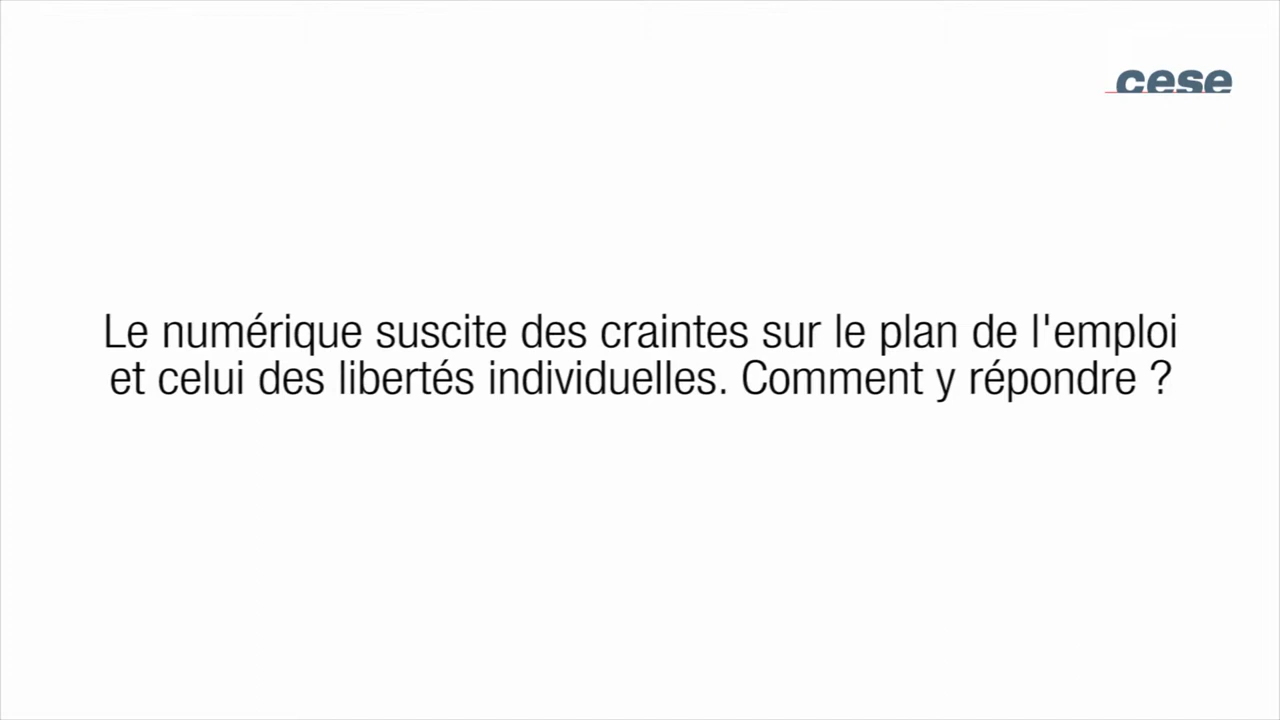 cese
Le numérique suscite des craintes sur le plan de l'emploi
et celui des libertés individuelles. Comment y répondre ?